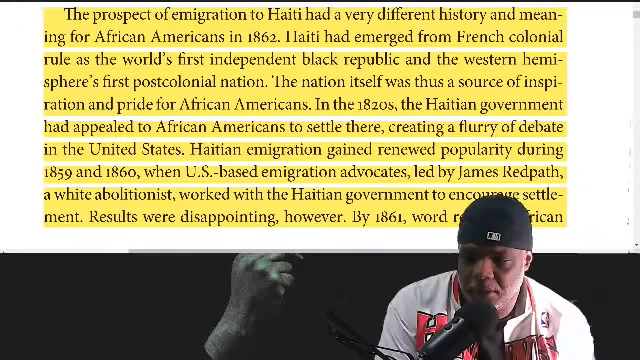 The prospect of emigration to Haiti had a very different history and mean-
ing for African Americans in 1862. Haiti had emerged from French colonial
rule as the world's first independent black republic and the western hemi-
sphere's first postcolonial nation. The nation itself was thus a source of inspi-
ration and pride for African Americans. In the 1820s, the Haitian government
had appealed to African Americans to settle there, creating a flurry of debate
in the United States. Haitian emigration gained renewed popularity during
1859 and 1860, when U.S.-based emigration advocates, led by James Redpath,
a white abolitionist, worked with the Haitian government to encourage settle-
ment. Results were disappointing, however. By 1861, word